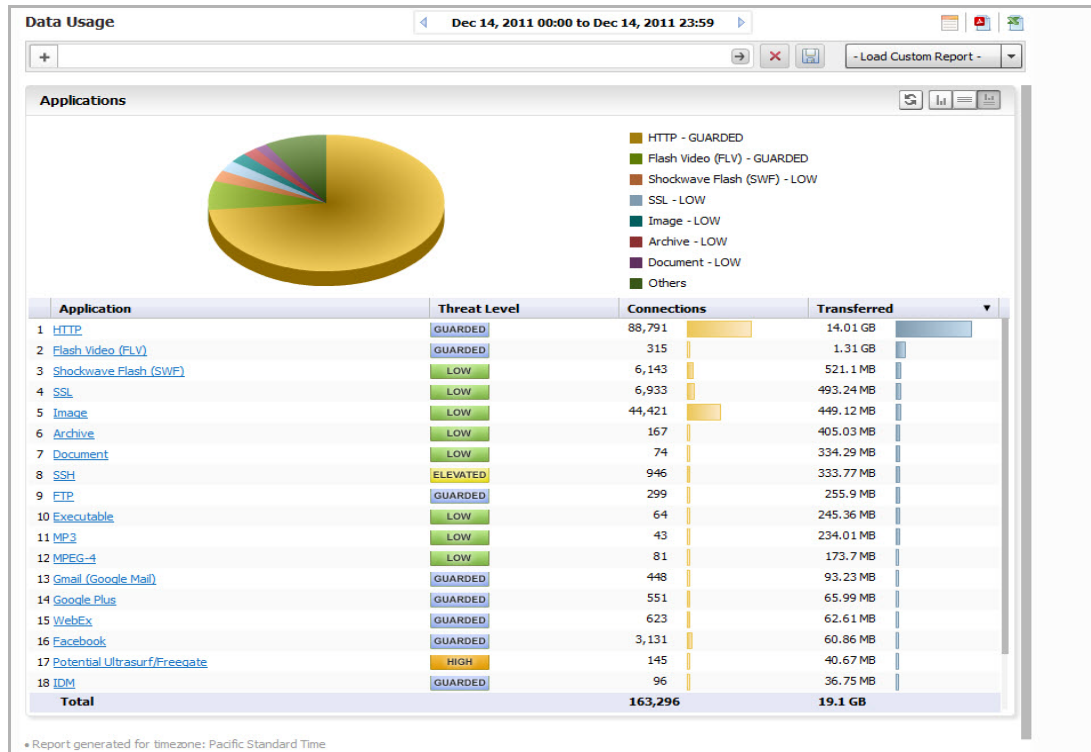 Data Usage
Dec 14, 2011 00:00 to Dec 14, 2011 23:59
+
- Load Custom Report -
Applications
HTTP - GUARDED
Flash Video (FLV) - GUARDED
Shockwave Flash (SWF) - LOW
SSL - LOW
Image - LOW
Archive - LOW
Document - LOW
Others
Application Threat Level Connections Transferred
1 HTTP GUARDED 88,791 14.01 GB
2 Flash Video (FLV) GUARDED 315 1.31 GB
3 Shockwave Flash (SWF) LOW 6,143 521.1 MB
4 SSL LOW 6,933 493.24 MB
5 Image LOW 44,421 449.12 MB
6 Archive LOW 167 405.03 MB
7 Document LOW 74 334.29 MB
8 SSH ELEVATED 946 333.77 MB
9 FTP GUARDED 299 255.9 MB
10 Executable LOW 64 245.36 MB
11 MP3 LOW 43 234.01 MB
12 MPEG-4 LOW 81 173.7 MB
13 Gmail (Google Mail) GUARDED 448 93.23 MB
14 Google Plus GUARDED 551 65.99 MB
15 WebEx GUARDED 623 62.61 MB
16 Facebook GUARDED 3,131 60.86 MB
17 Potential Ultrasurf/Freegate HIGH 145 40.67 MB
18 IDM GUARDED 96 36.75 MB
Total 163,296 19.1 GB
• Report generated for timezone: Pacific Standard Time